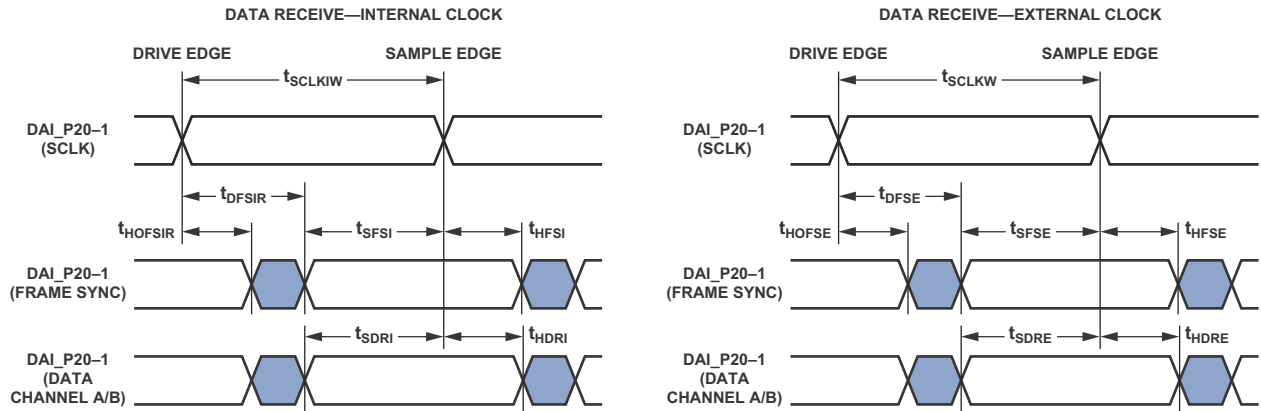 DATA RECEIVE—INTERNAL CLOCK
DRIVE EDGE
SAMPLE EDGE
tSCLKIW
DAI_P20–1
(SCLK)
tDFSIR
tHOFSIR
tSFSI
tHFSI
DAI_P20–1
(FRAME SYNC)
tSDRI
tHDRI
DAI_P20–1
(DATA
CHANNEL A/B)
DATA RECEIVE—EXTERNAL CLOCK
DRIVE EDGE
SAMPLE EDGE
tSCLKW
DAI_P20–1
(SCLK)
tDFSE
tHOFSE
tSFSE
tHFSE
DAI_P20–1
(FRAME SYNC)
tSDRE
tHDRE
DAI_P20–1
(DATA
CHANNEL A/B)